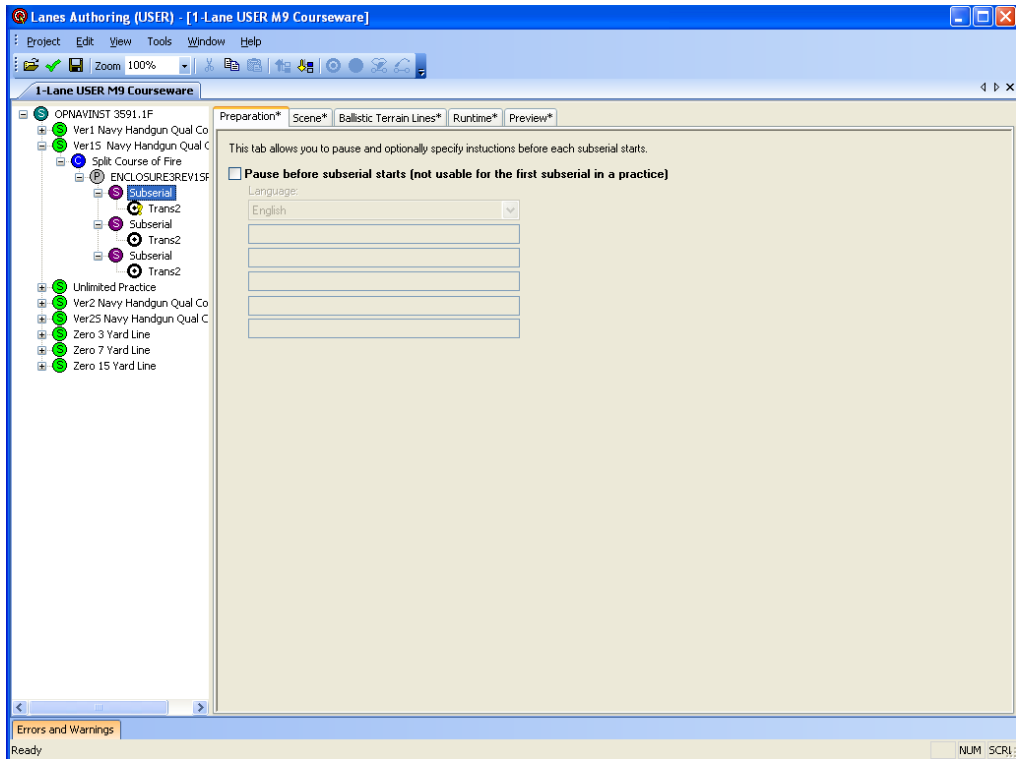 Lanes Authoring (USER) - [1-Lane USER M9 Courseware]
Project Edit View Tools Window Help
Zoom 100%
1-Lane USER M9 Courseware
S OPNAVINST 3591.1F
S Ver1 Navy Handgun Qual Co
S Ver1S Navy Handgun Qual C
C Split Course of Fire
P ENCLOSURE3REV1SF
S Subserial
Trans2
S Subserial
Trans2
S Subserial
Trans2
S Unlimited Practice
S Ver2 Navy Handgun Qual Co
S Ver2S Navy Handgun Qual C
S Zero 3 Yard Line
S Zero 7 Yard Line
S Zero 15 Yard Line
Preparation* Scene* Ballistic Terrain Lines* Runtime* Preview*
This tab allows you to pause and optionally specify instuctions before each subserial starts.
Pause before subserial starts (not usable for the first subserial in a practice)
Language:
English
Errors and Warnings
Ready NUM SCRL